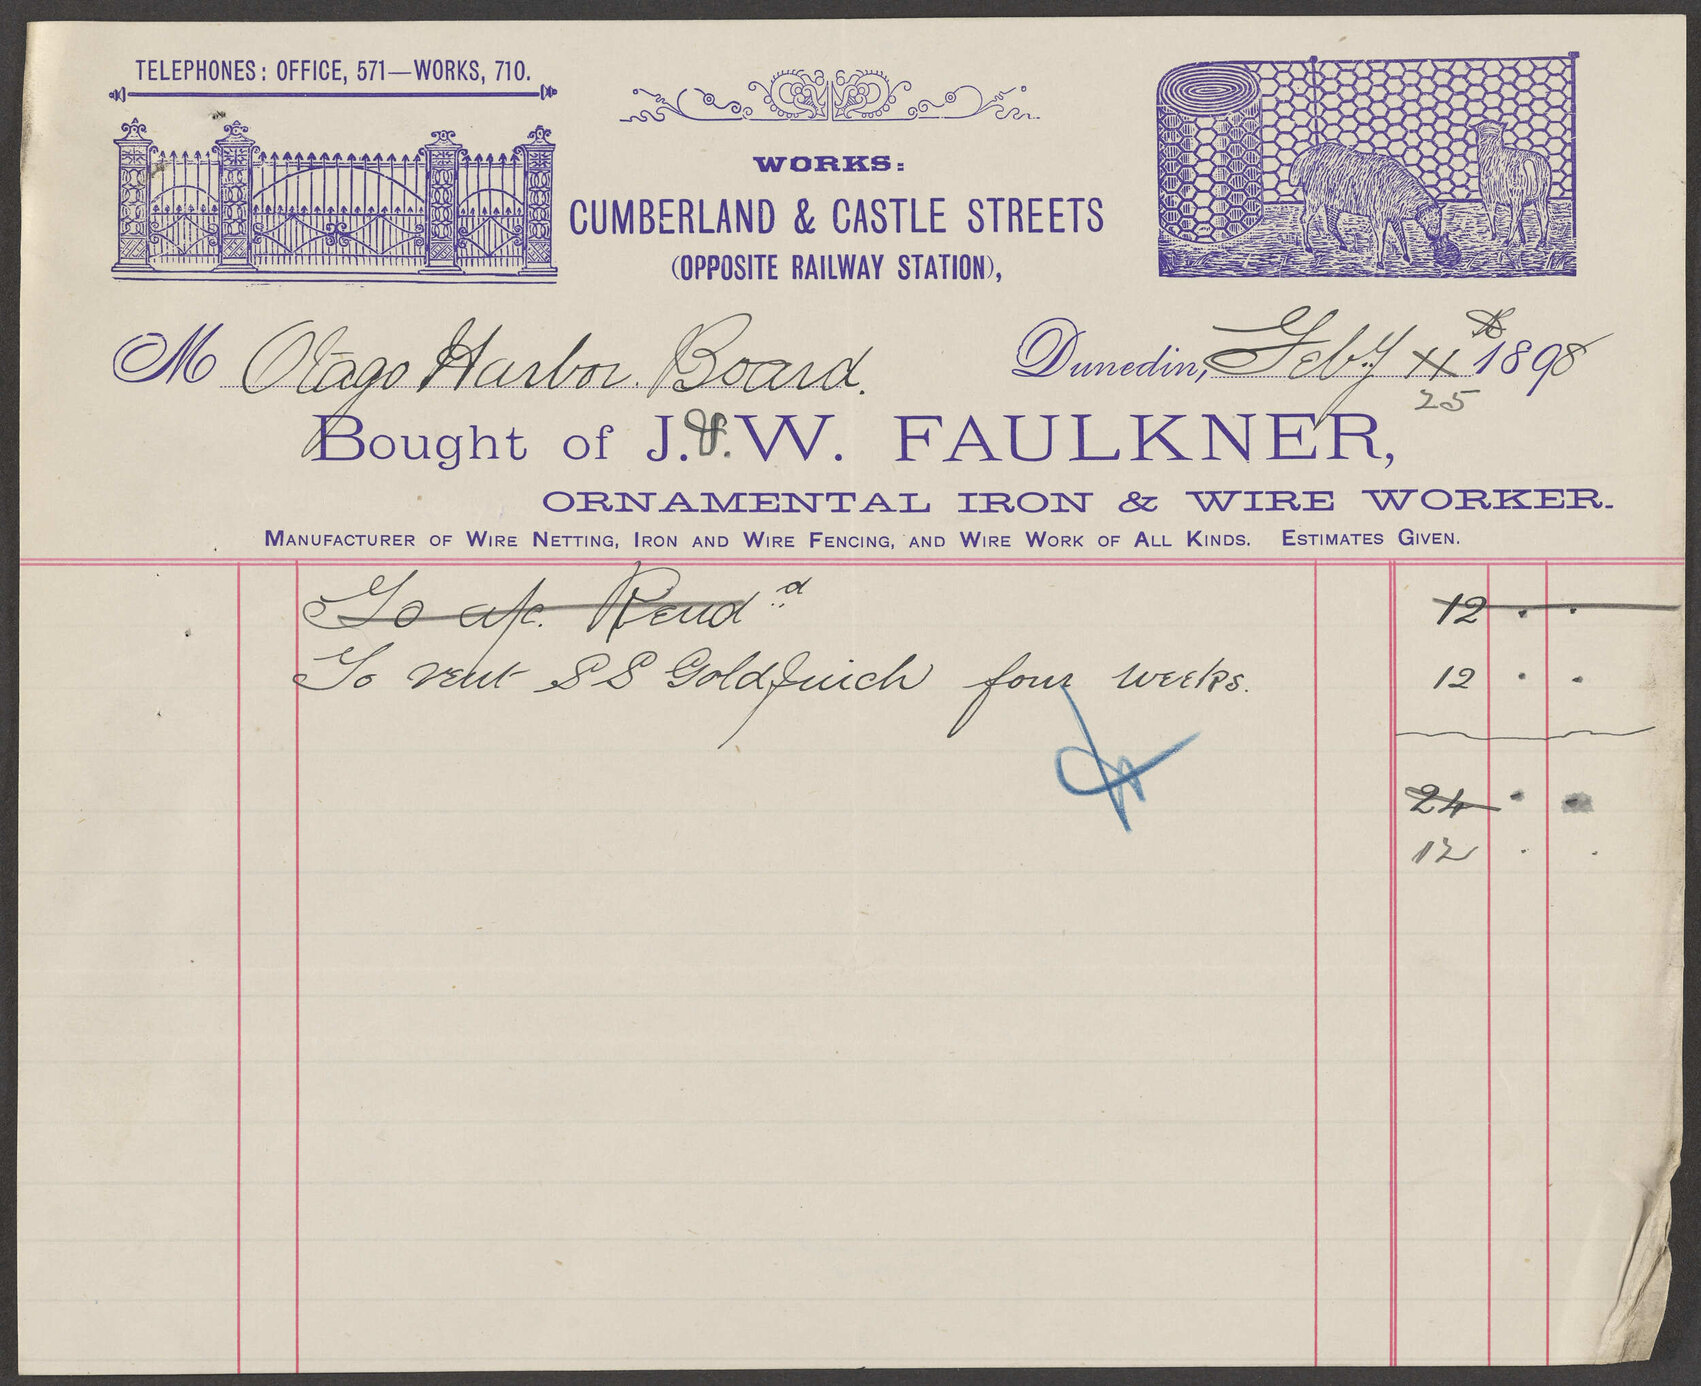 TELEPHONES: OFFICE, 571—WORKS, 710.
WORKS:
CUMBERLAND & CASTLE STREETS
(OPPOSITE RAILWAY STATION),
M Otago Harbor Board. Dunedin, Feby 11 th 1898
25
Bought of J. & W. FAULKNER,
ORNAMENTAL IRON & WIRE WORKER.
MANUFACTURER OF WIRE NETTING, IRON AND WIRE FENCING, AND WIRE WORK OF ALL KINDS. ESTIMATES GIVEN.
To a/c. Rend d 12 . .
To rent SS Goldfinch four weeks. 12 . .
24 . .
12 . .